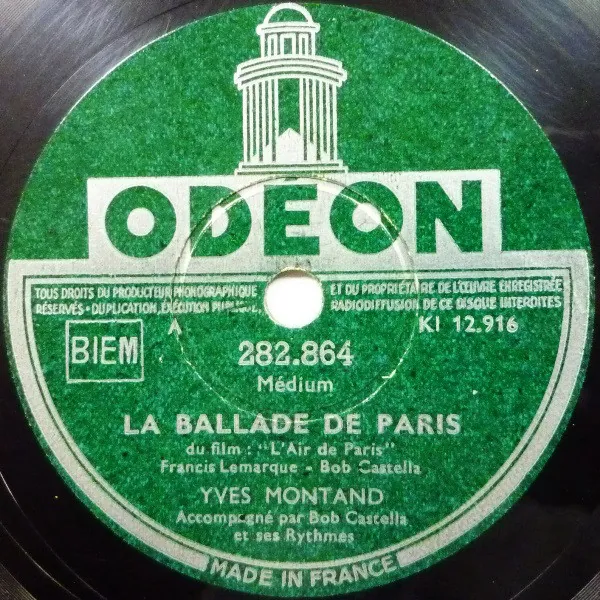 ODEON
TOUS DROITS DU PRODUCTEUR PHONOGRAPHIQUE ET DU PROPRIÉTAIRE DE L'ŒUVRE ENREGISTRÉE
RÉSERVÉS • DUPLICATION, EXÉCUTION PUBLIQUE, RADIODIFFUSION DE CE DISQUE INTERDITES
A
KI 12.916
BIEM
282.864
Médium
LA BALLADE DE PARIS
du film : "L'Air de Paris"
Francis Lemarque - Bob Castella
YVES MONTAND
Accompagné par Bob Castella
et ses Rythmes
MADE IN FRANCE